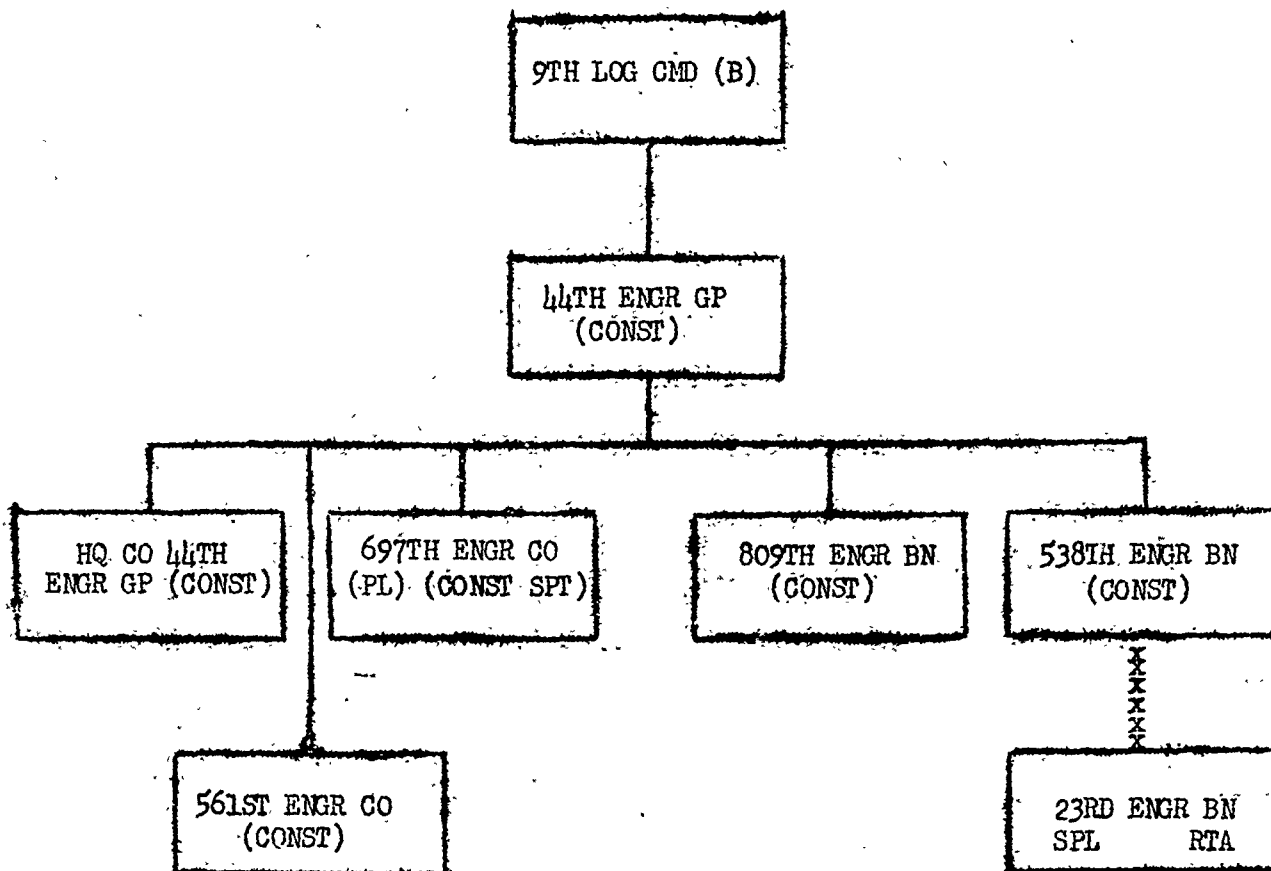 9TH LOG CMD (B)
44TH ENGR GP
(CONST)
HQ CO 44TH
ENGR GP (CONST)
697TH ENGR CO
(PL) (CONST SPT)
809TH ENGR BN
(CONST)
538TH ENGR BN
(CONST)
561ST ENGR CO
(CONST)
23RD ENGR BN
SPL RTA